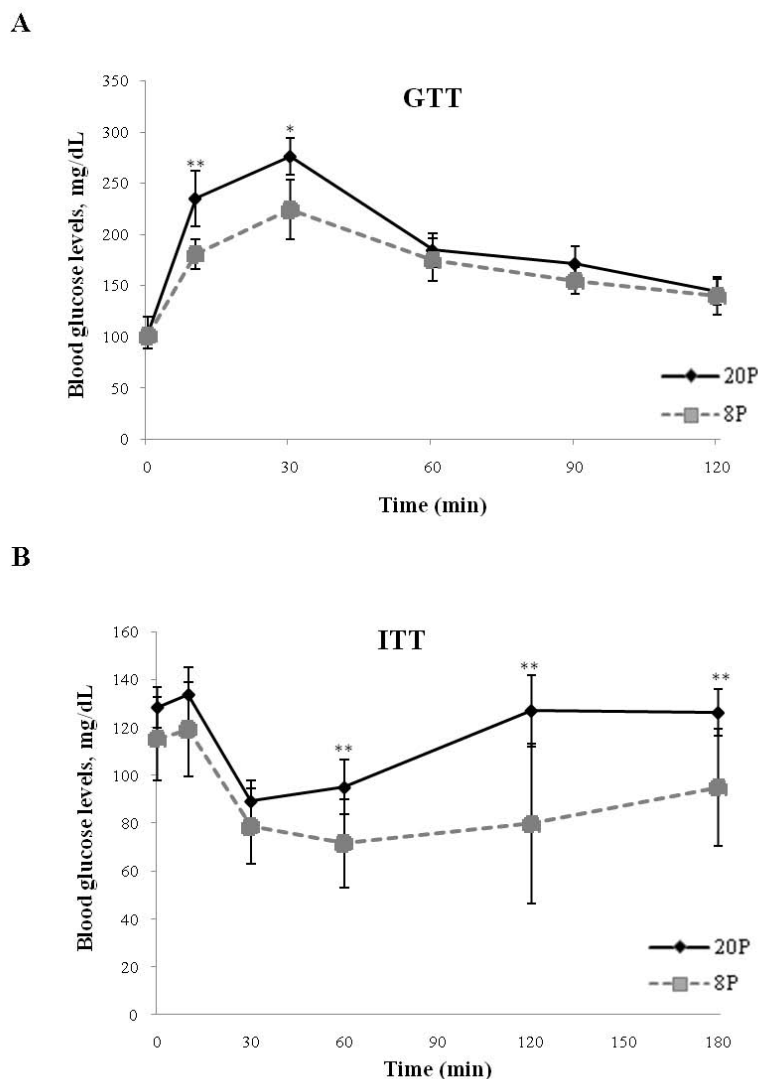 A
GTT
Blood glucose levels, mg/dL
350
300
250
200
150
100
50
0
**
*
20P
8P
0 30 60 90 120
Time (min)
B
ITT
Blood glucose levels, mg/dL
160
140
120
100
80
60
40
20
0
**
**
**
20P
8P
0 30 60 90 120 150 180
Time (min)